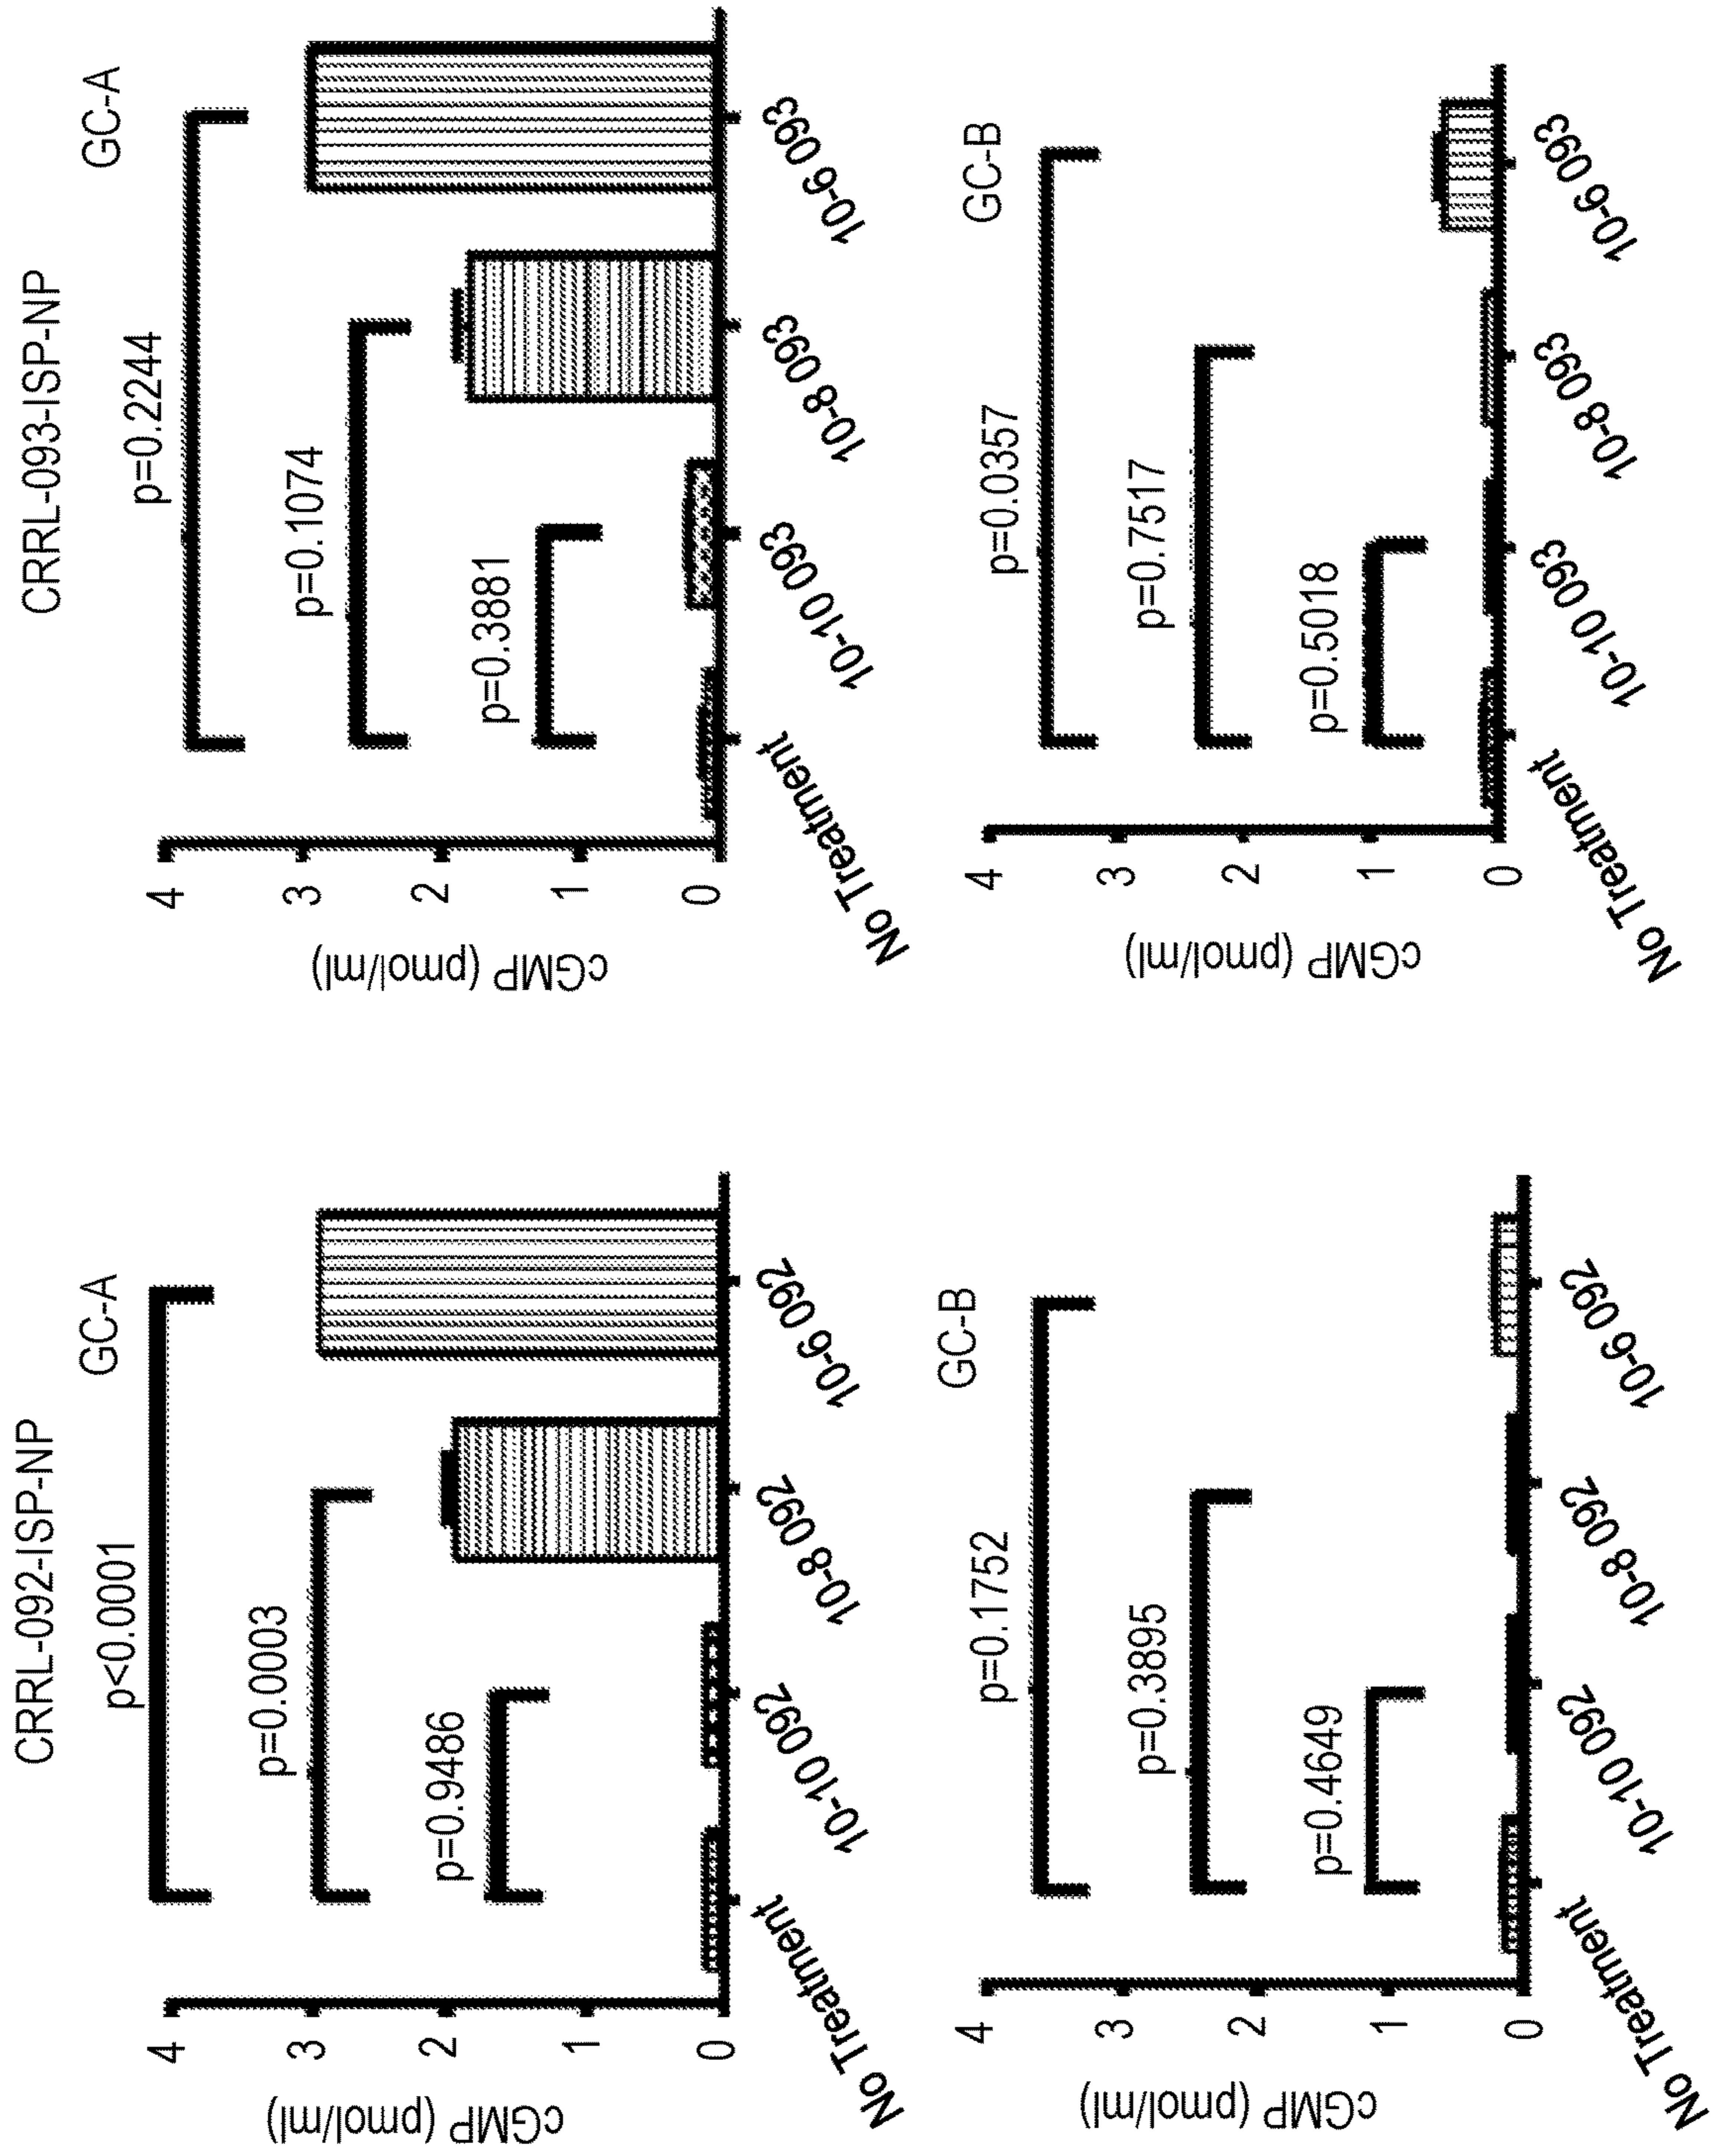 CRRL-092-ISP-NP
GC-A
p<0.0001
p=0.0003
p=0.9486
cGMP (pmol/ml)
4
3
2
1
0
No Treatment
10-10 092
10-8 092
10-6 092
GC-B
p=0.1752
p=0.3895
p=0.4649
cGMP (pmol/ml)
4
3
2
1
0
No Treatment
10-10 092
10-8 092
10-6 092
CRRL-093-ISP-NP
GC-A
p=0.2244
p=0.1074
p=0.3881
cGMP (pmol/ml)
4
3
2
1
0
No Treatment
10-10 093
10-8 093
10-6 093
GC-B
p=0.0357
p=0.7517
p=0.5018
cGMP (pmol/ml)
4
3
2
1
0
No Treatment
10-10 093
10-8 093
10-6 093